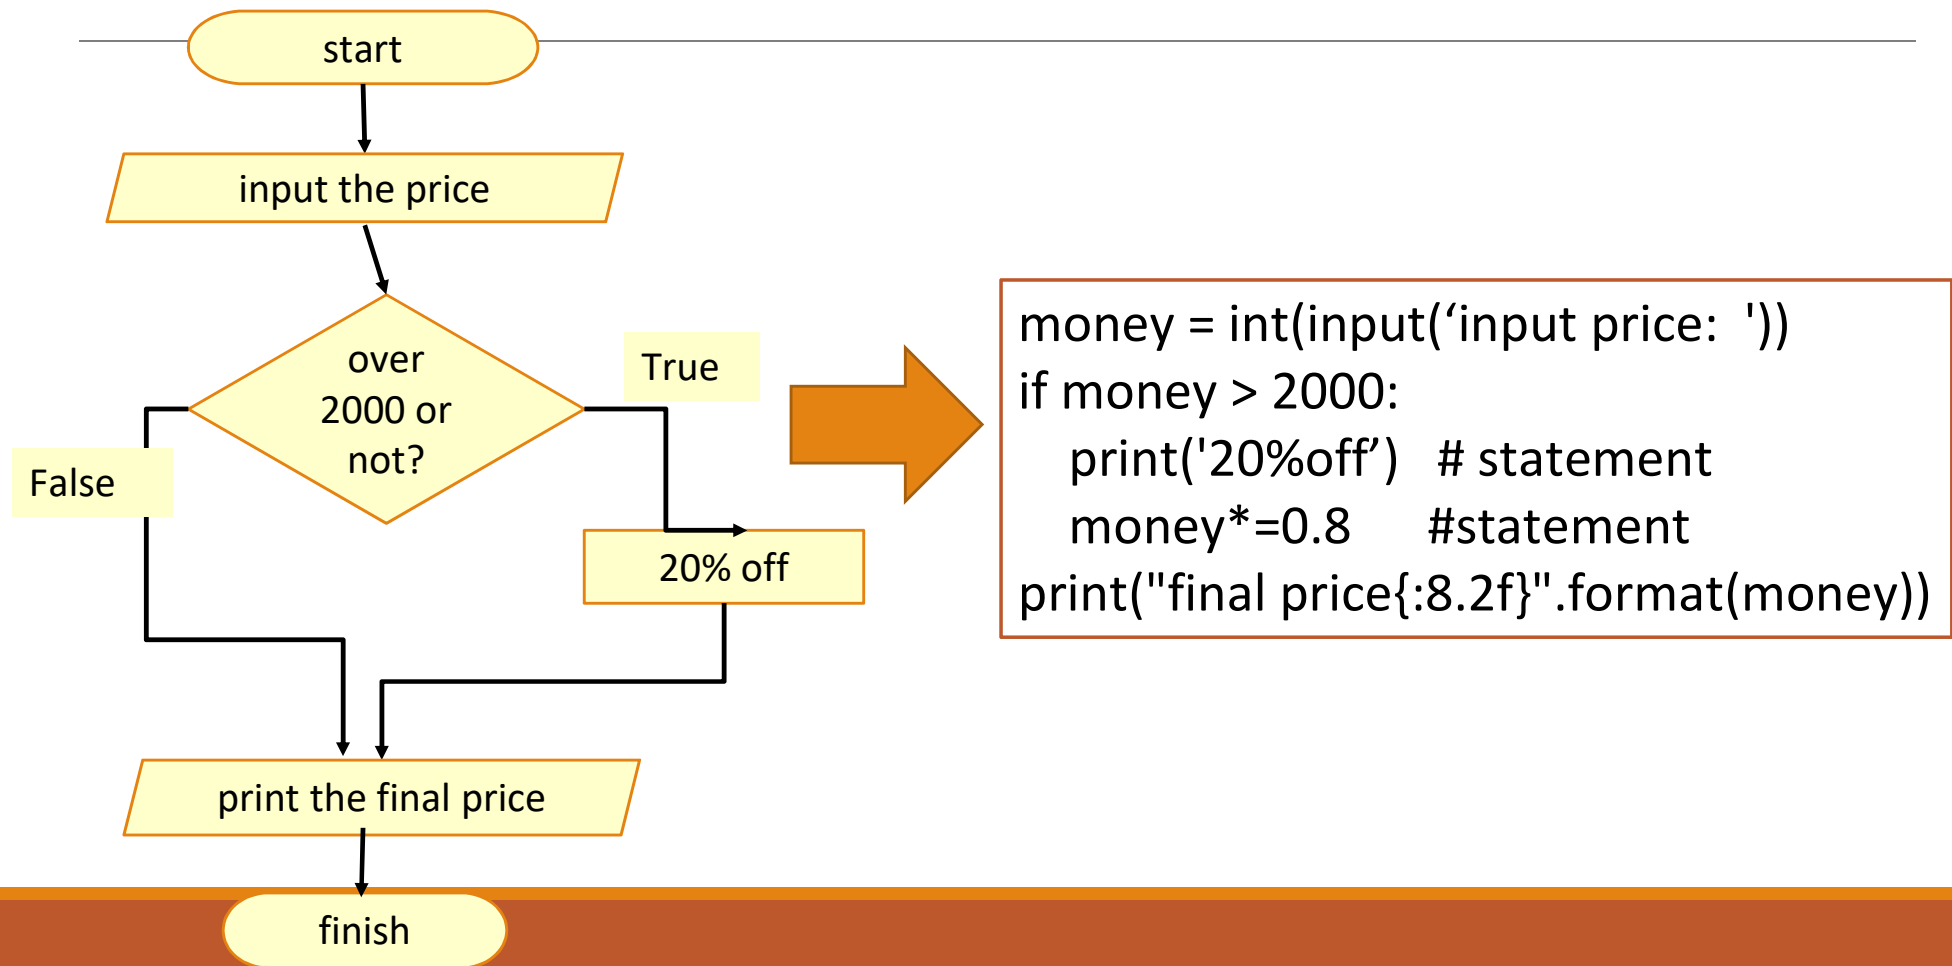 start
input the price
over
2000 or
not?
True
False
20% off
print the final price
finish
money = int(input(‘input price:  '))
if money > 2000:
   print('20%off’)   # statement
   money*=0.8     #statement
print("final price{:8.2f}".format(money))